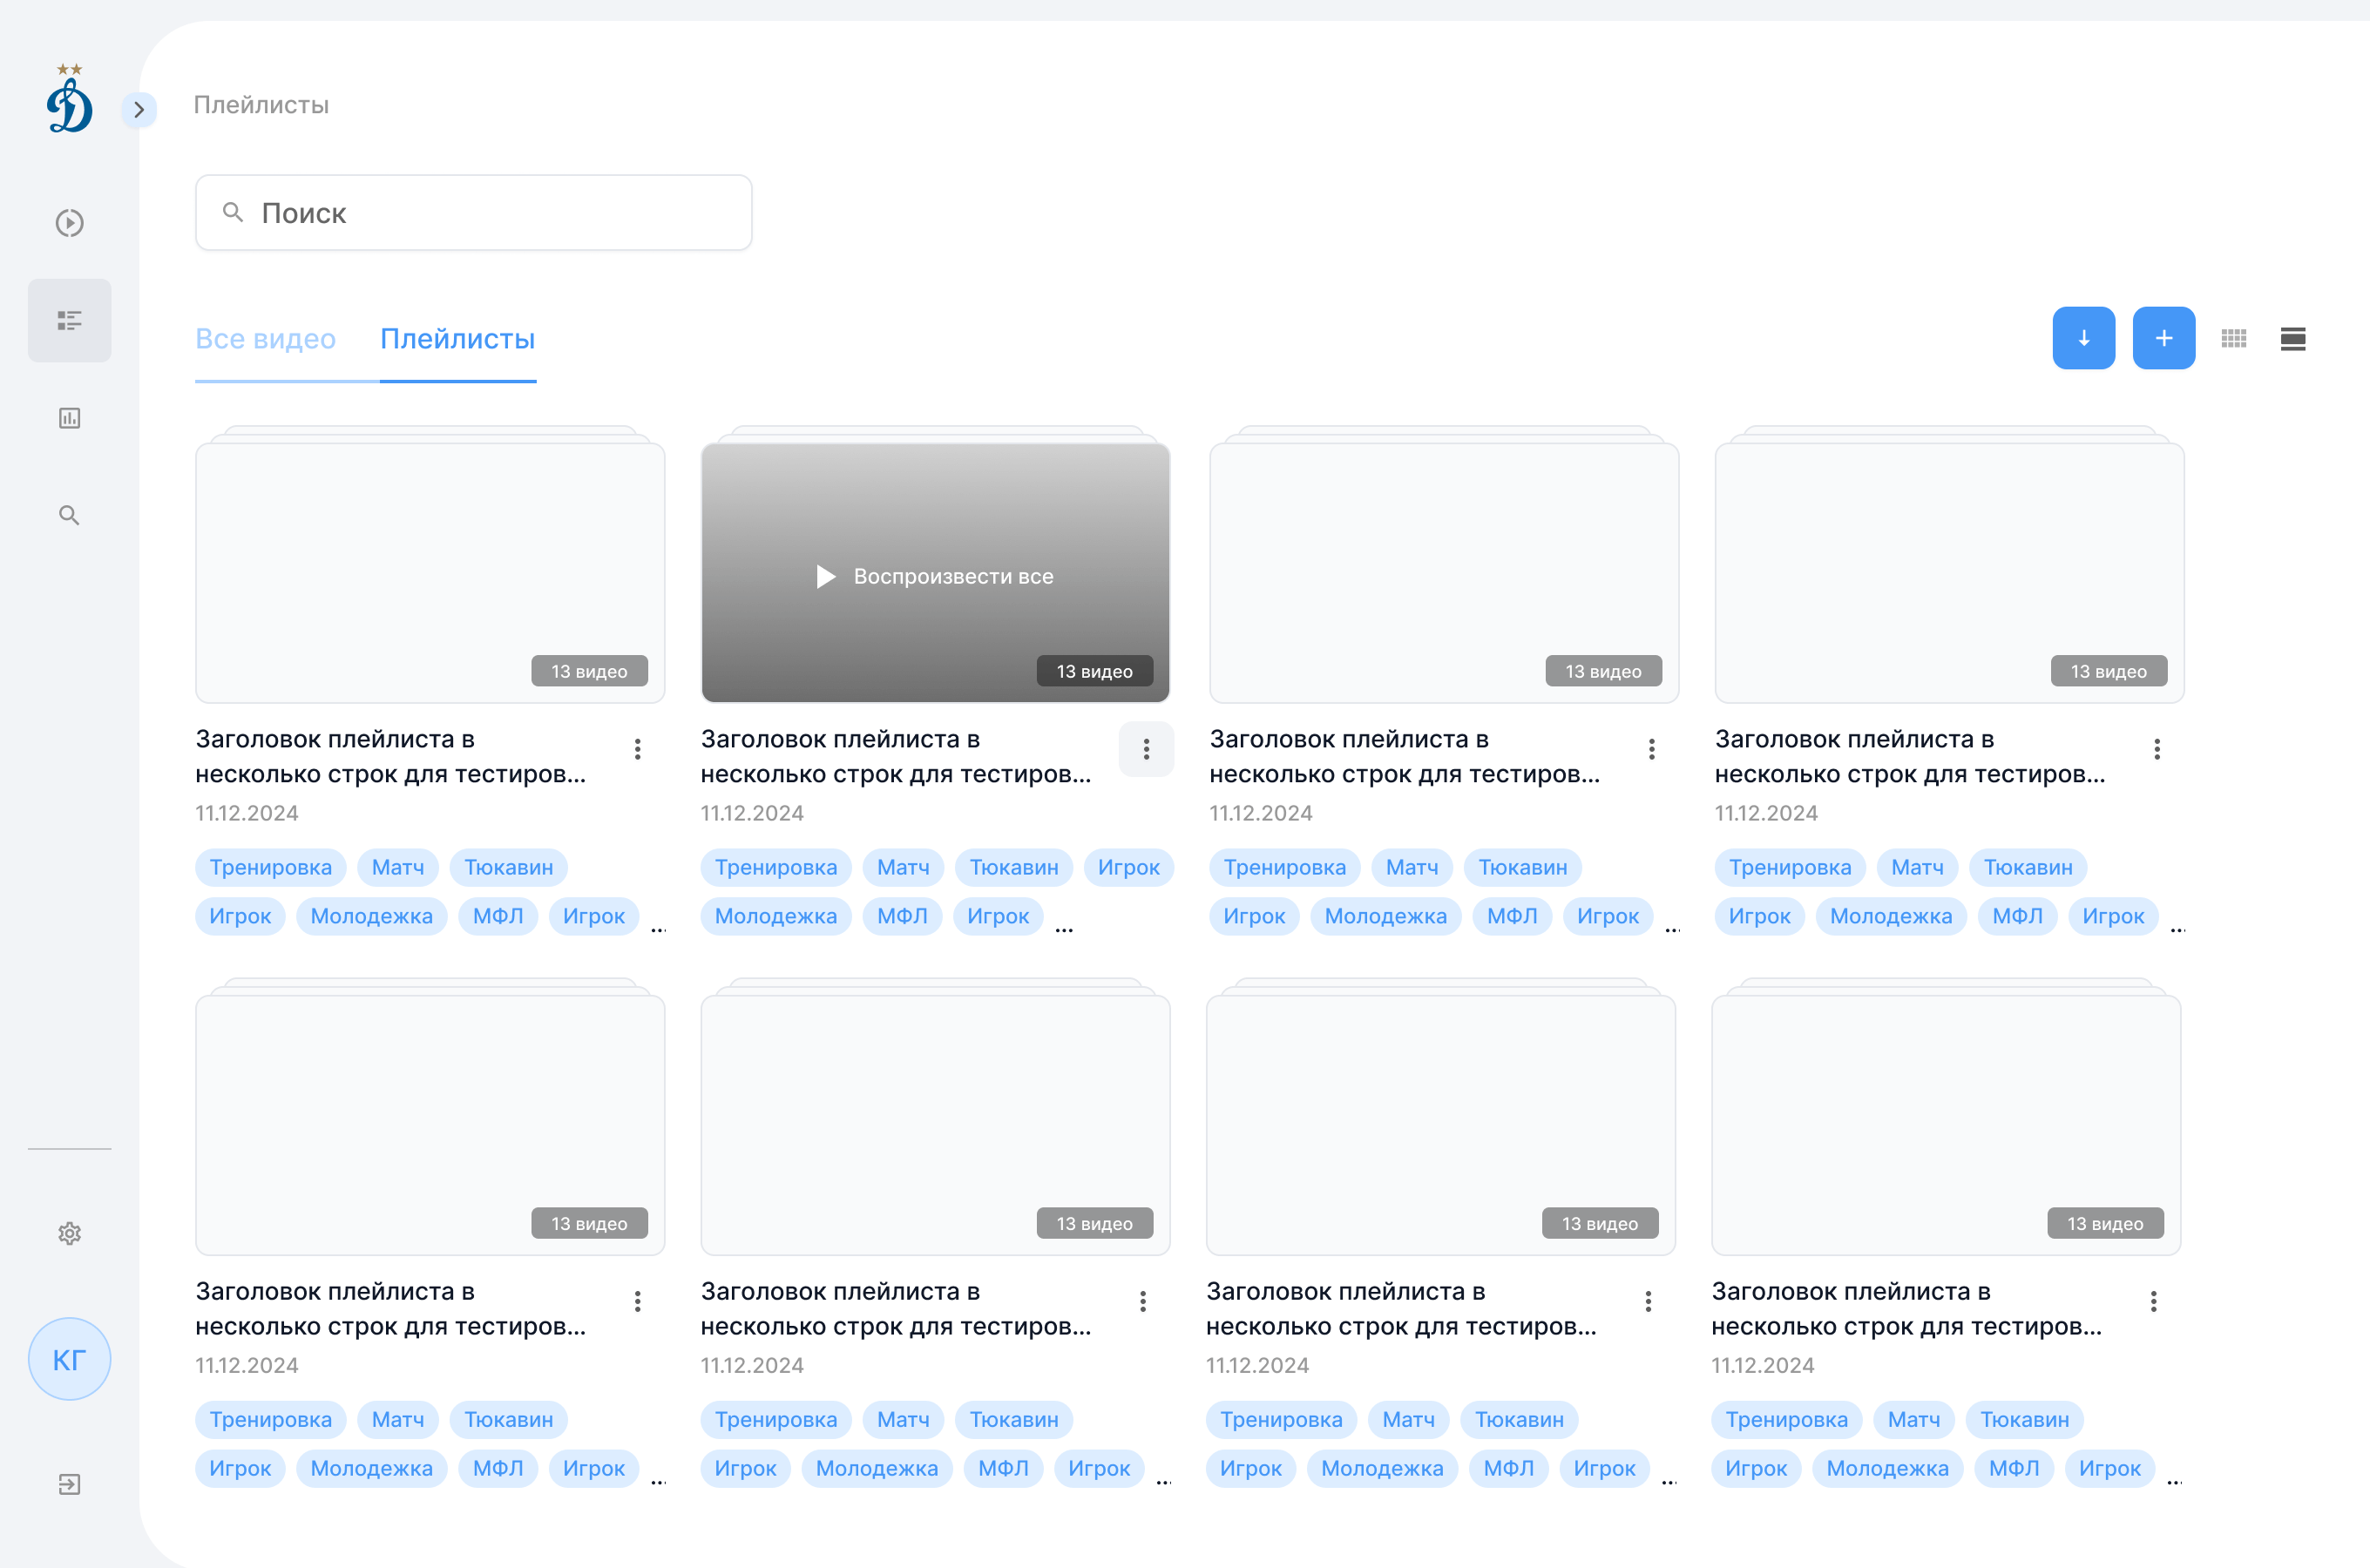 Плейлисты
Поиск
Все видео Плейлисты
13 видео
Воспроизвести все
13 видео
13 видео
13 видео
Заголовок плейлиста в
несколько строк для тестиров...
11.12.2024
Тренировка Матч Тюкавин
Игрок Молодежка МФЛ Игрок ...
Заголовок плейлиста в
несколько строк для тестиров...
11.12.2024
Тренировка Матч Тюкавин Игрок
Молодежка МФЛ Игрок ...
Заголовок плейлиста в
несколько строк для тестиров...
11.12.2024
Тренировка Матч Тюкавин
Игрок Молодежка МФЛ Игрок ...
Заголовок плейлиста в
несколько строк для тестиров...
11.12.2024
Тренировка Матч Тюкавин
Игрок Молодежка МФЛ Игрок ...
13 видео
13 видео
13 видео
13 видео
Заголовок плейлиста в
несколько строк для тестиров...
11.12.2024
Тренировка Матч Тюкавин
Игрок Молодежка МФЛ Игрок ...
Заголовок плейлиста в
несколько строк для тестиров...
11.12.2024
Тренировка Матч Тюкавин
Игрок Молодежка МФЛ Игрок ...
Заголовок плейлиста в
несколько строк для тестиров...
11.12.2024
Тренировка Матч Тюкавин
Игрок Молодежка МФЛ Игрок ...
Заголовок плейлиста в
несколько строк для тестиров...
11.12.2024
Тренировка Матч Тюкавин
Игрок Молодежка МФЛ Игрок ...
КГ